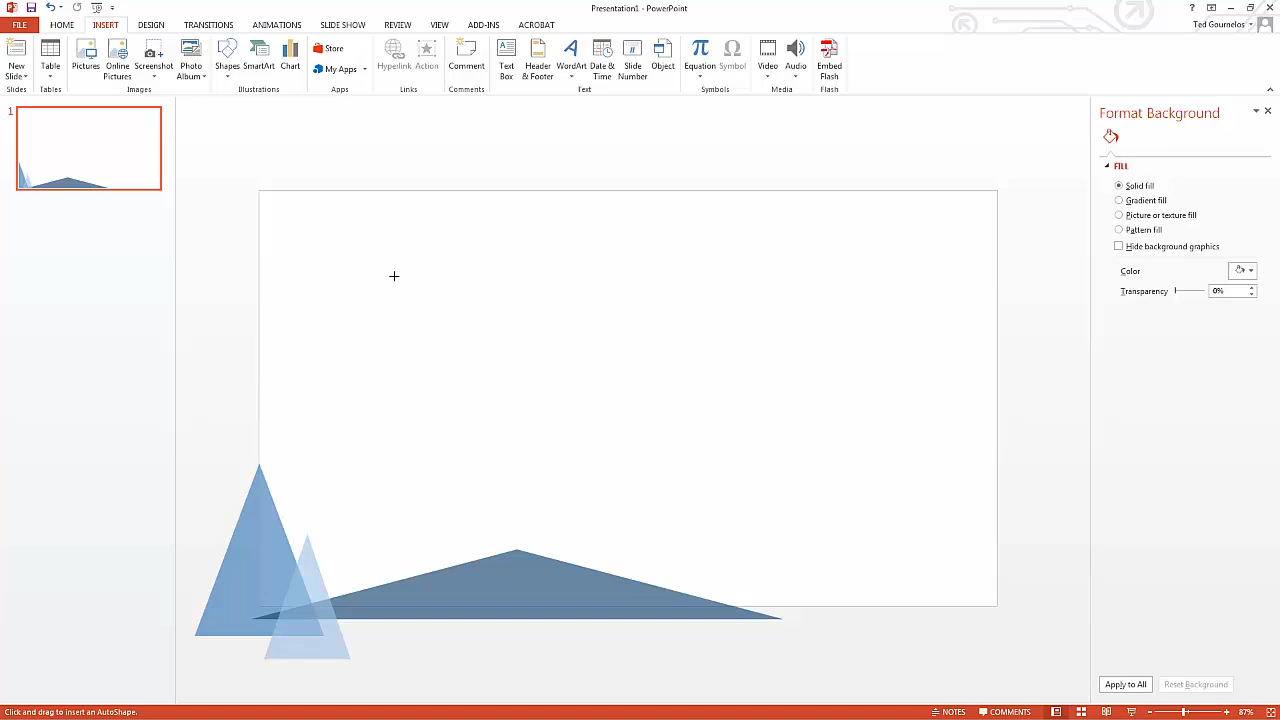 Presentation1 - PowerPoint
FILE HOME INSERT DESIGN TRANSITIONS ANIMATIONS SLIDE SHOW REVIEW VIEW ADD-INS ACROBAT
Ted Gournelos
New Slide
Table
Pictures
Online Pictures
Screenshot
Photo Album
Shapes
SmartArt
Chart
Store
My Apps
Hyperlink
Action
Comment
Text Box
Header & Footer
WordArt
Date & Time
Slide Number
Object
Equation
Symbol
Video
Audio
Embed Flash
Slides Tables Images Illustrations Apps Links Comments Text Symbols Media Flash
1
Format Background
FILL
Solid fill
Gradient fill
Picture or texture fill
Pattern fill
Hide background graphics
Color
Transparency 0%
Apply to All Reset Background
Click and drag to insert an AutoShape.
NOTES COMMENTS 87%